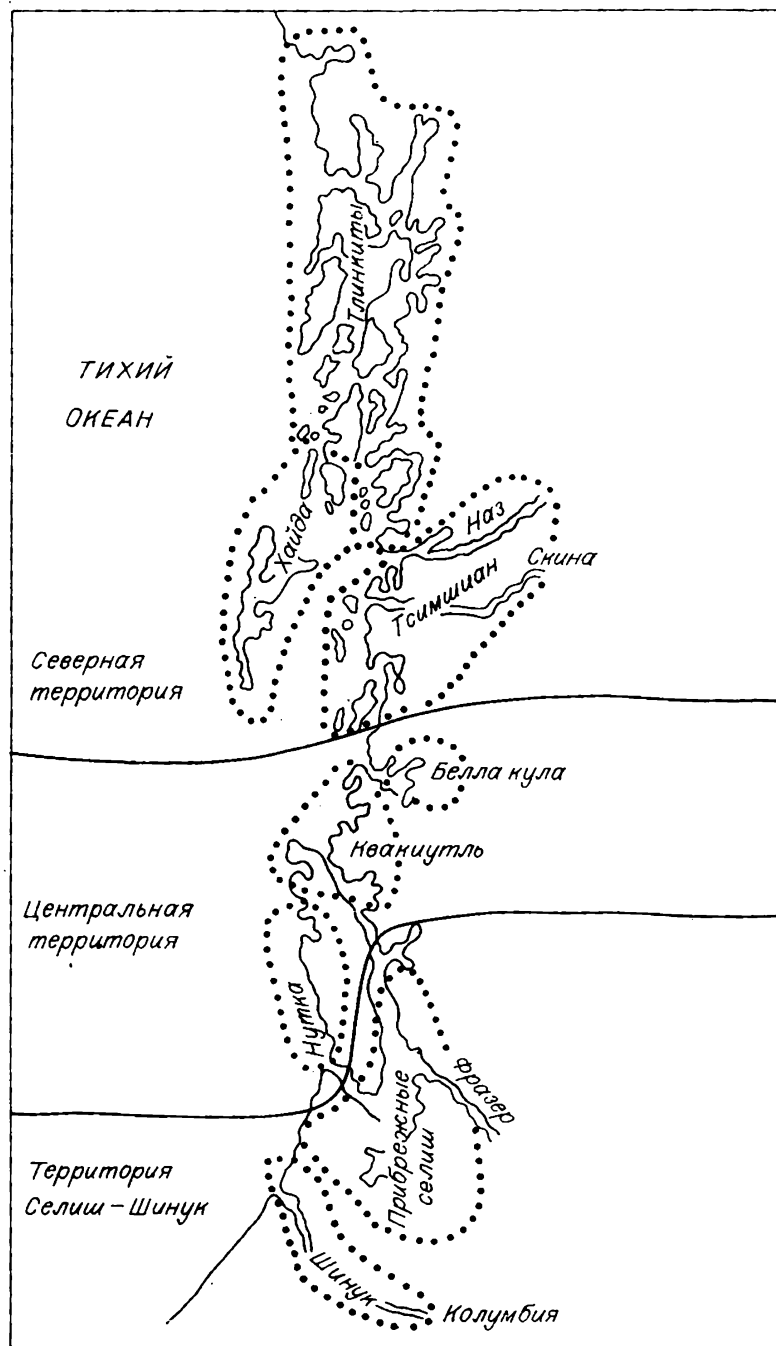 Тлинкиты
ТИХИЙ
ОКЕАН
Хайда
Наз
Скина
Тсимшиан
Северная
территория
Белла кула
Квакиутль
Центральная
территория
Нутка
Фразер
Прибрежные
селиш
Территория
Селиш–Шинук
Шинук
Колумбия